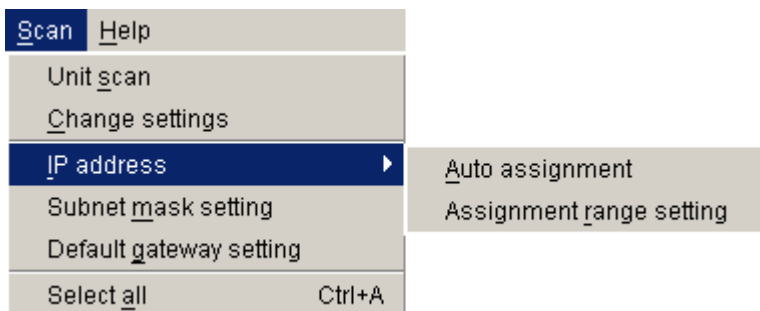 Scan Help
Unit scan
Change settings
IP address
Auto assignment
Subnet mask setting
Assignment range setting
Default gateway setting
Select all Ctrl+A